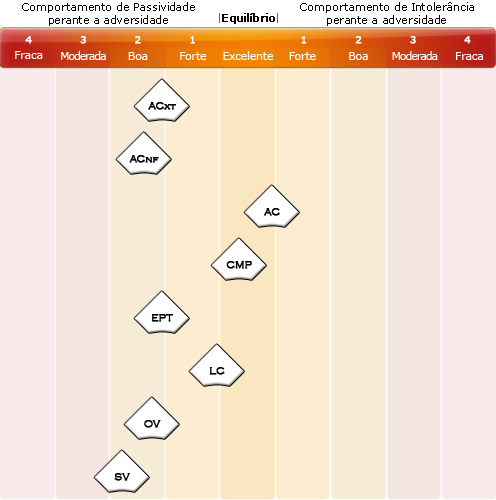 Comportamento de Passividade
perante a adversidade
|Equilíbrio|
Comportamento de Intolerância
perante a adversidade
4 3 2 1 1 2 3 4
Fraca Moderada Boa Forte Excelente Forte Boa Moderada Fraca
ACXT
ACNF
AC
CMP
EPT
LC
OV
SV